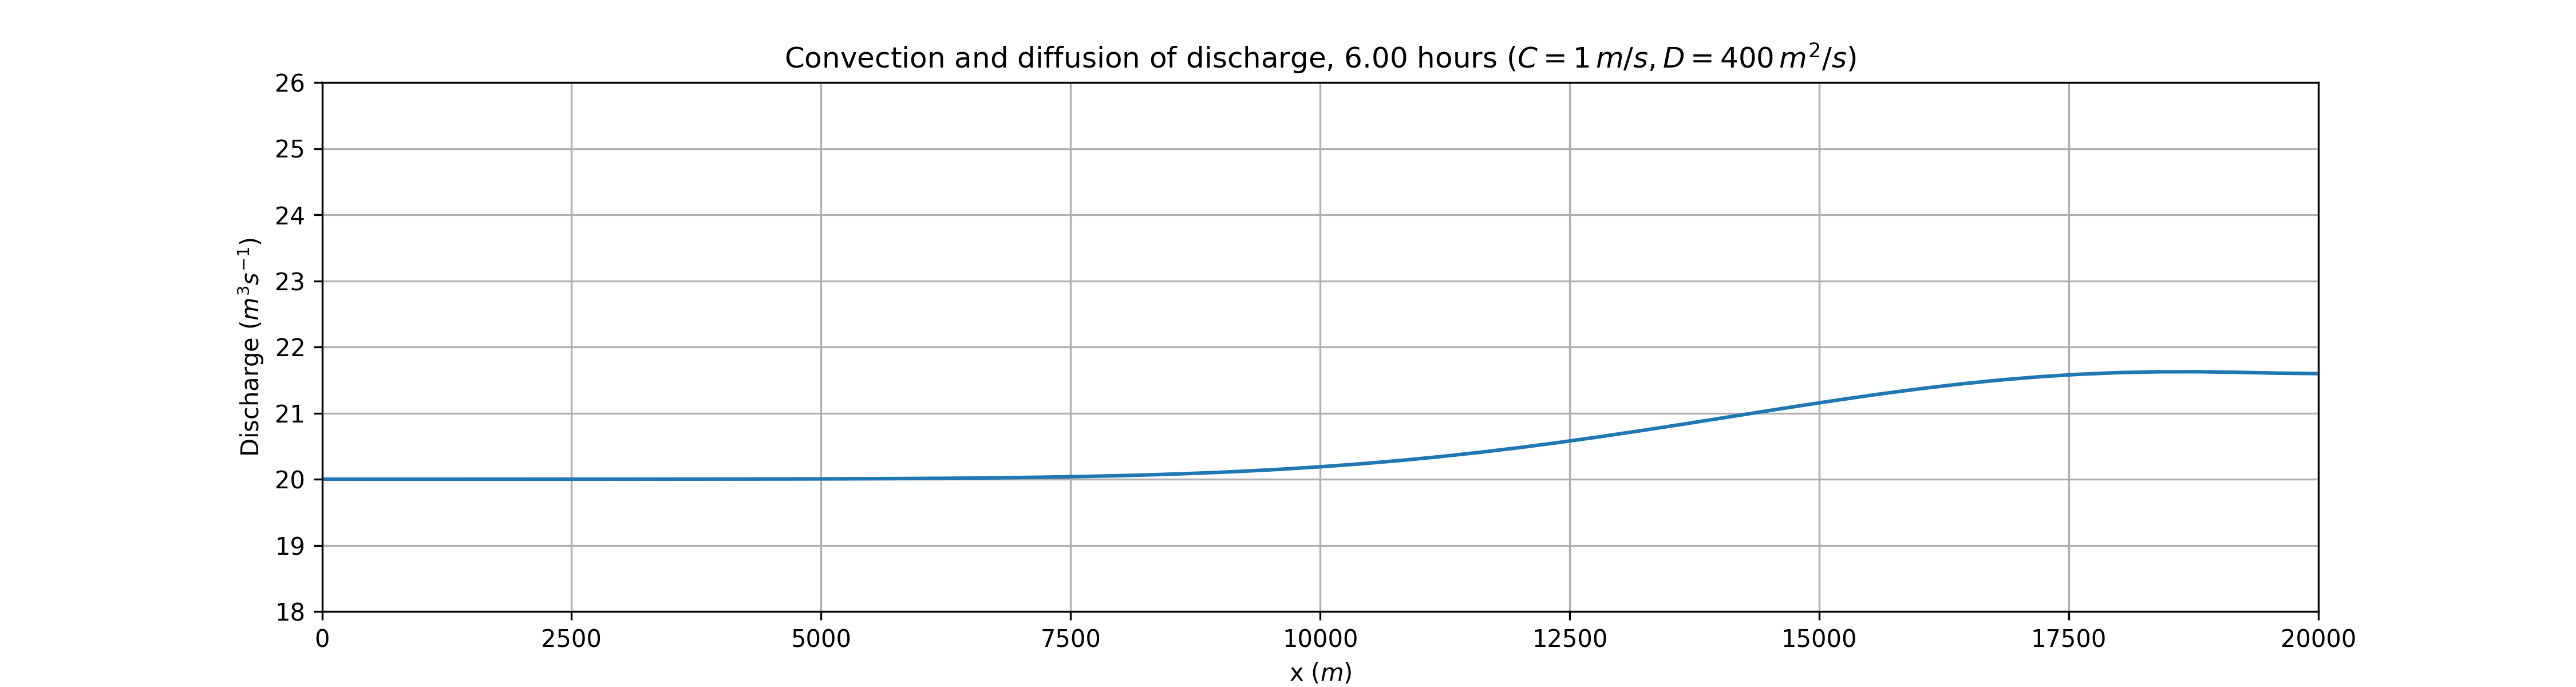 Convection and diffusion of discharge, 6.00 hours (C = 1 m/s, D = 400 m²/s)
26
25
24
23
22
21
20
19
18
Discharge (m³s⁻¹)
0 2500 5000 7500 10000 12500 15000 17500 20000
x (m)